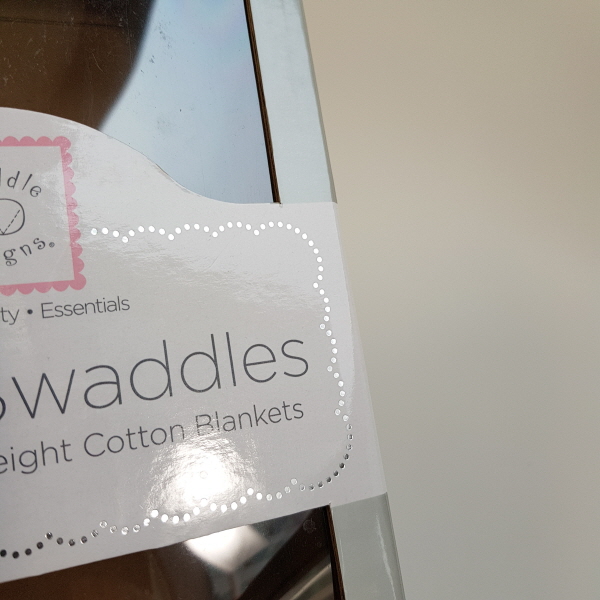 ddle
gns®
ty • Essentials
Swaddles
eight Cotton Blankets